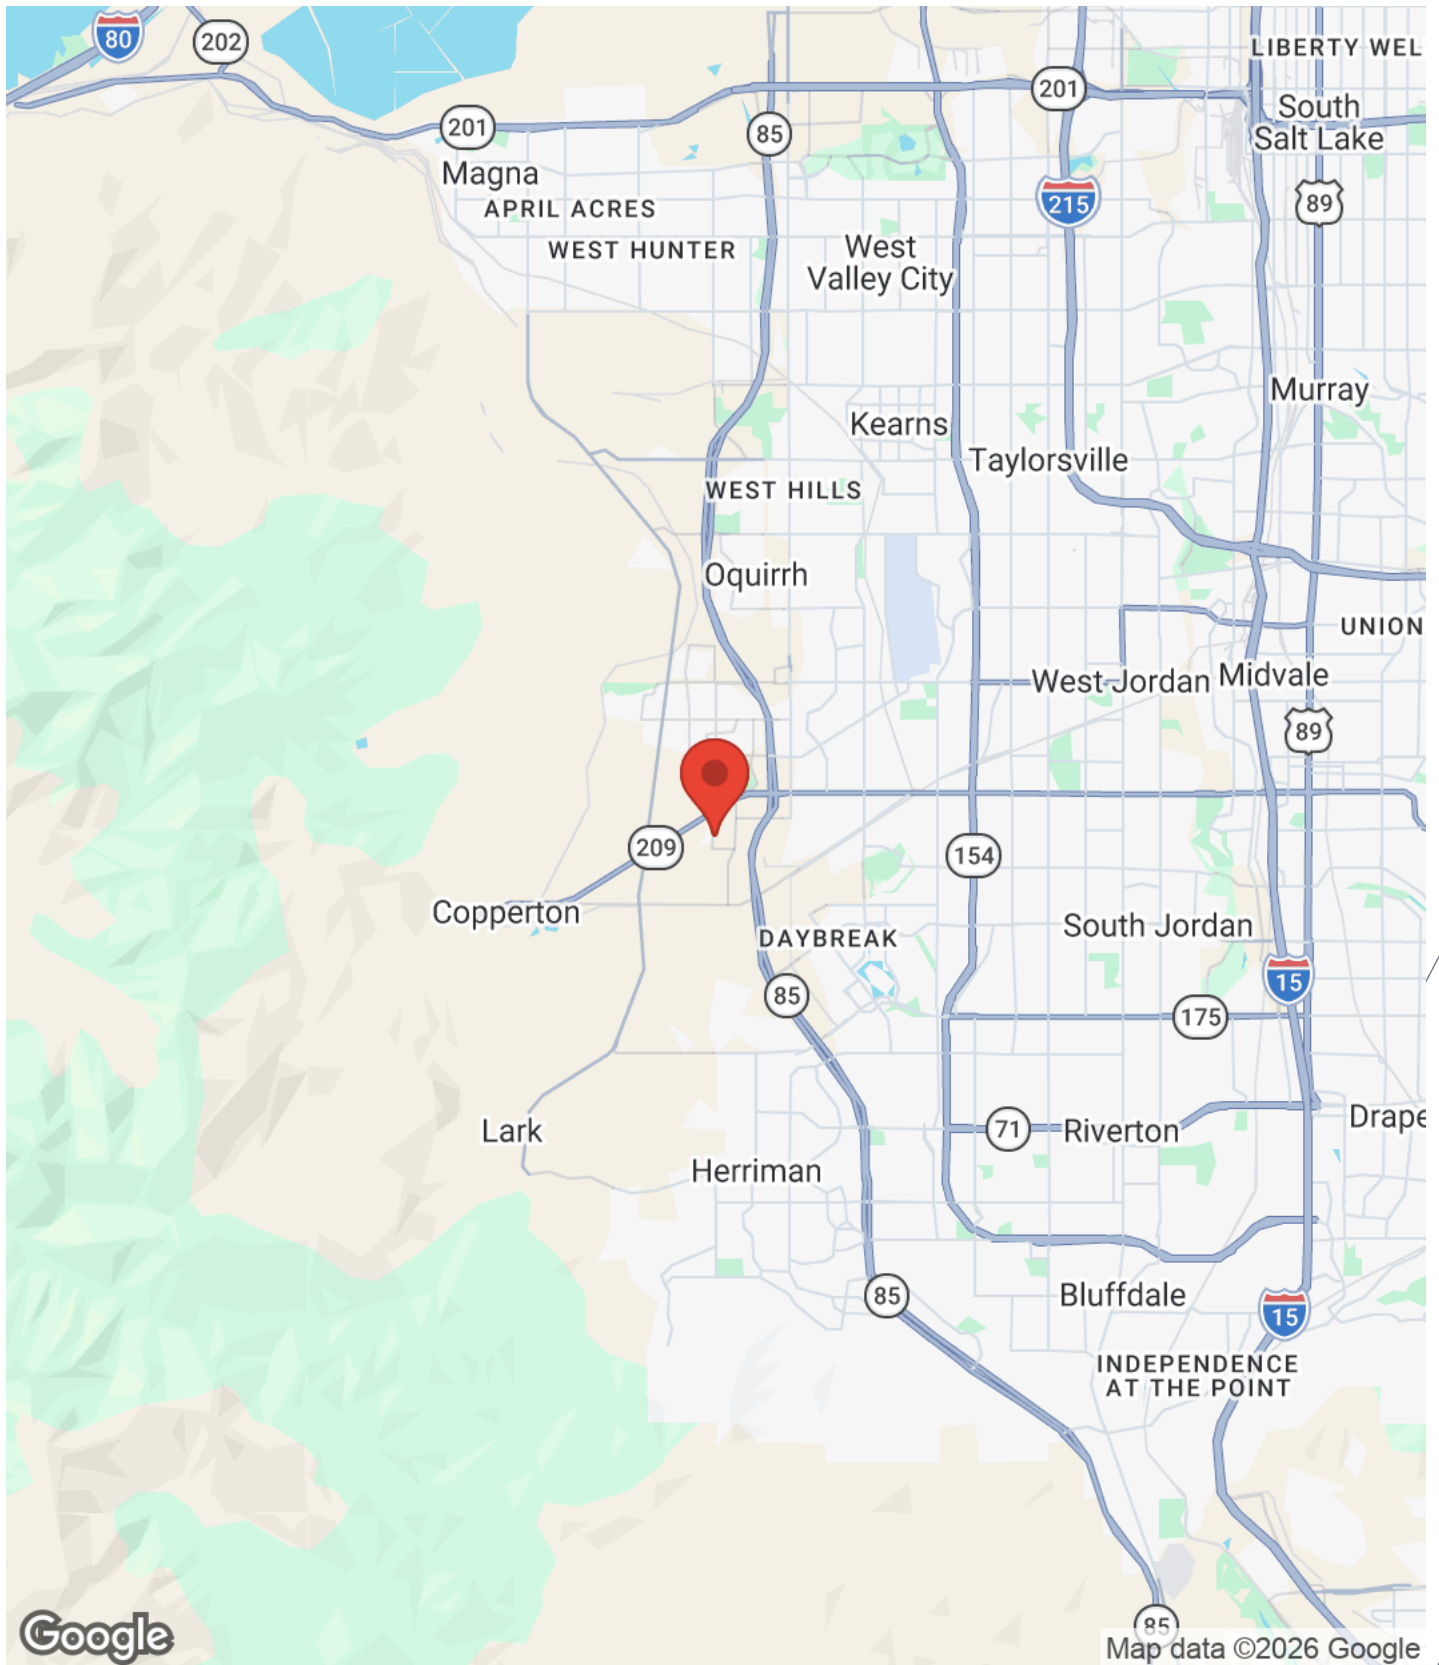 80
202
LIBERTY WEL
201
South
Salt Lake
201
85
Magna
89
215
APRIL ACRES
WEST HUNTER
West
Valley City
Murray
Kearns
Taylorsville
WEST HILLS
Oquirrh
UNION
West Jordan
Midvale
89
209
154
Copperton
South Jordan
DAYBREAK
15
85
175
Lark
71
Riverton
Drape
Herriman
85
Bluffdale
15
INDEPENDENCE
AT THE POINT
85
Google
Map data ©2026 Google